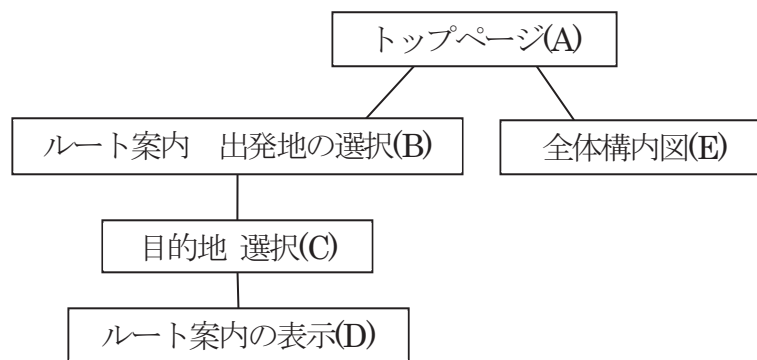 トップページ(A)
ルート案内　出発地の選択(B)
全体構内図(E)
目的地 選択(C)
ルート案内の表示(D)